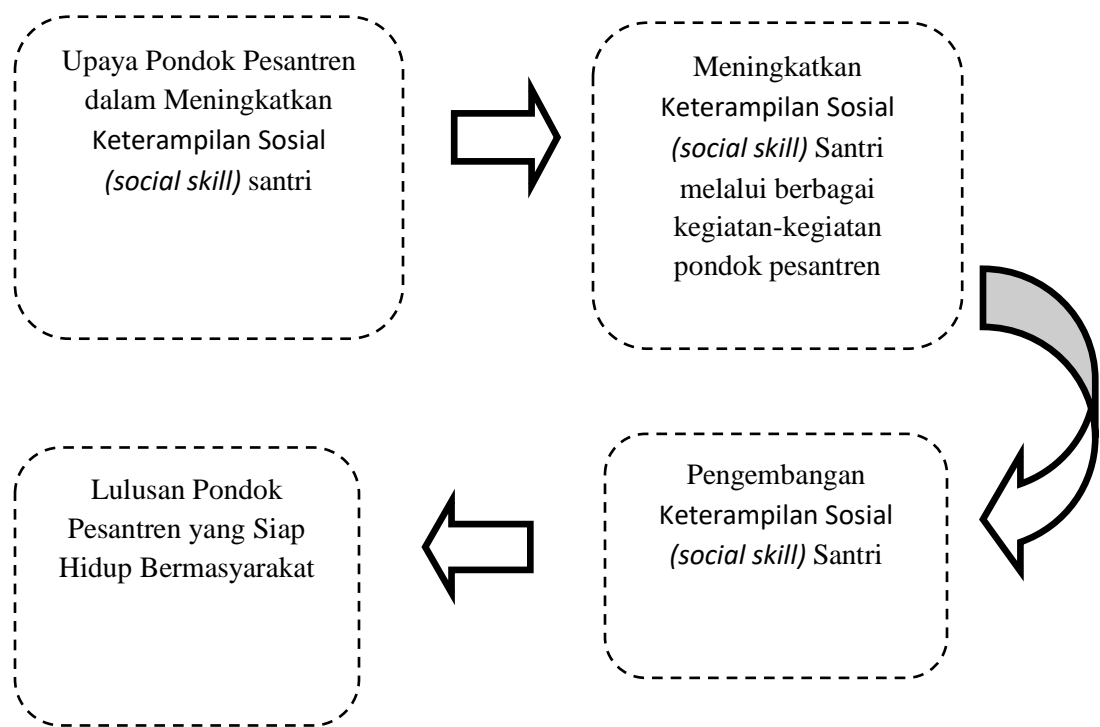 Upaya Pondok Pesantren
dalam Meningkatkan
Keterampilan Sosial
(social skill) santri
Meningkatkan
Keterampilan Sosial
(social skill) Santri
melalui berbagai
kegiatan-kegiatan
pondok pesantren
Pengembangan
Keterampilan Sosial
(social skill) Santri
Lulusan Pondok
Pesantren yang Siap
Hidup Bermasyarakat